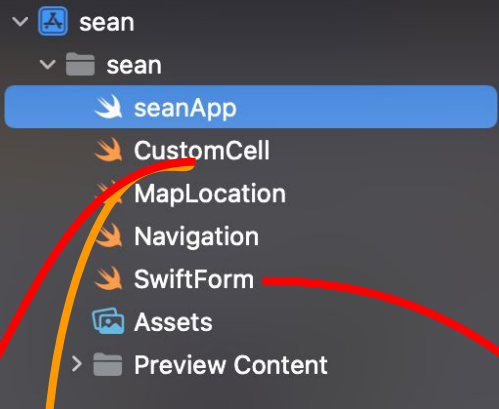 sean
sean
seanApp
CustomCell
MapLocation
Navigation
SwiftForm
Assets
Preview Content